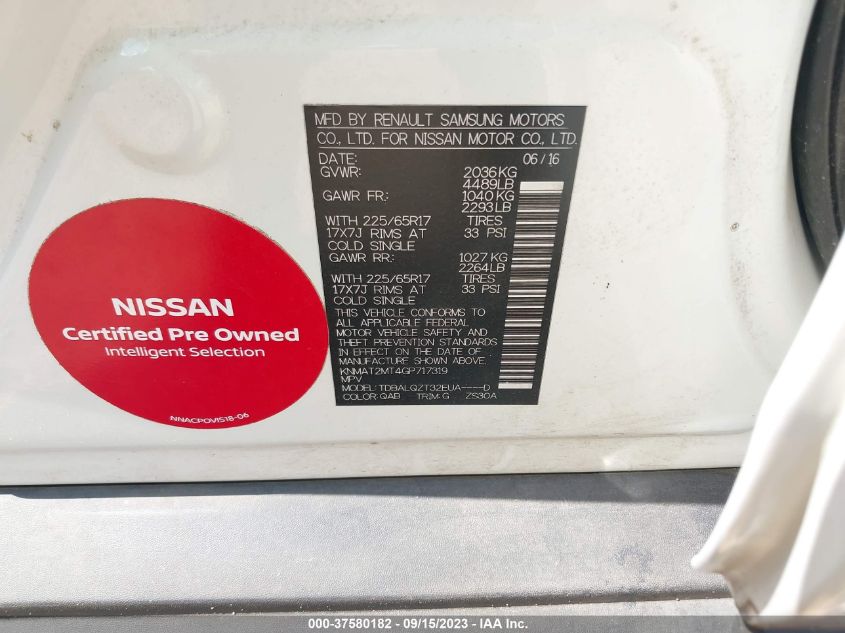 MFD BY RENAULT SAMSUNG MOTORS
CO., LTD. FOR NISSAN MOTOR CO., LTD.
DATE: 06/16
GVWR: 2036KG
4489LB
GAWR FR: 1040KG
2293LB
WITH 225/65R17 TIRES
17X7J RIMS AT 33 PSI
COLD SINGLE
GAWR RR: 1027KG
2264LB
WITH 225/65R17 TIRES
17X7J RIMS AT 33 PSI
COLD SINGLE
THIS VEHICLE CONFORMS TO
ALL APPLICABLE FEDERAL
MOTOR VEHICLE SAFETY AND
THEFT PREVENTION STANDARDS
IN EFFECT ON THE DATE OF
MANUFACTURE SHOWN ABOVE.
KNMAT2MT4GP717319
MPV
MODEL: TDBALQZT32EUA----D
COLOR: QAB TRIM: G ZS30A
NISSAN
Certified Pre Owned
Intelligent Selection
NNACPOVIS18-06
000-37580182 - 09/15/2023 - IAAI.com